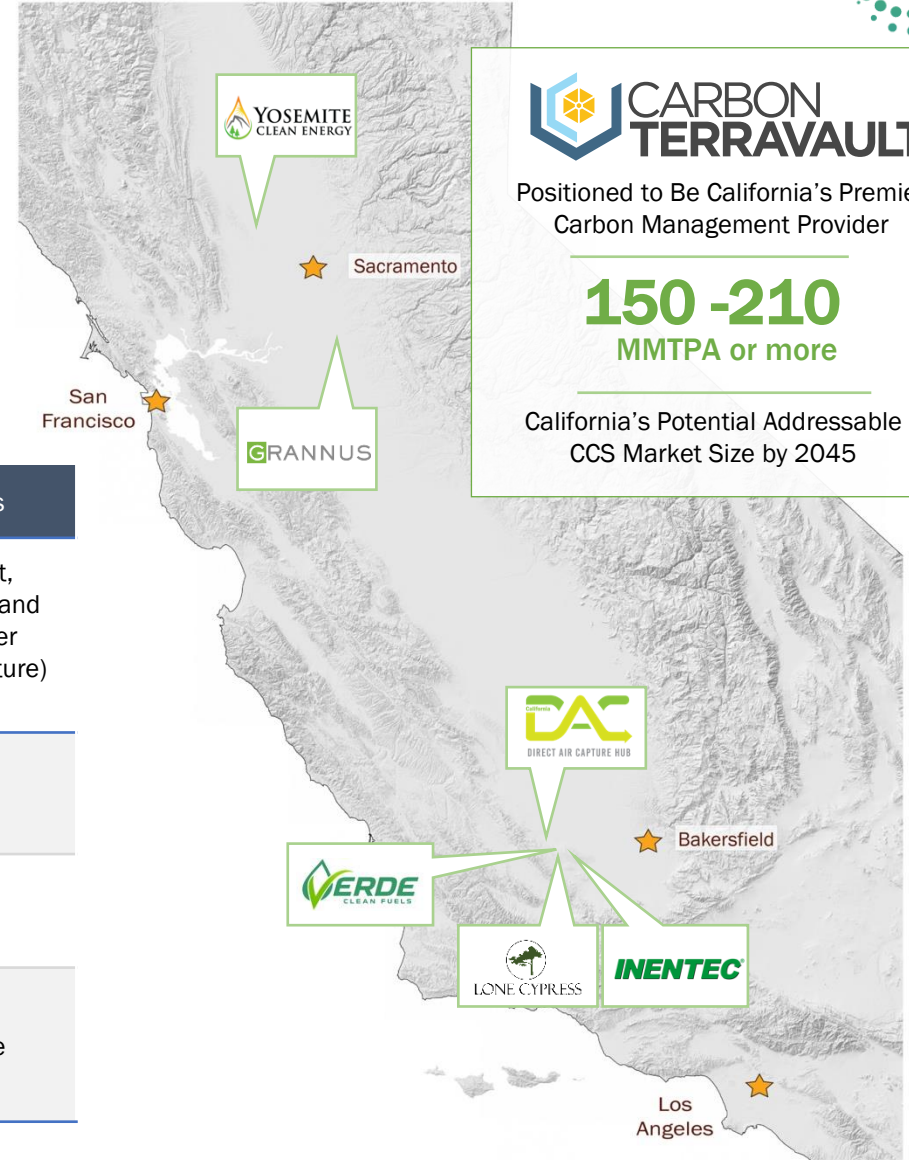 YOSEMITE
CLEAN ENERGY
CARBON
TERRAVAULT
Positioned to Be California’s Premie
Carbon Management Provider
Sacramento
150 -210
MMTPA or more
San
Francisco
California’s Potential Addressable
CCS Market Size by 2045
GRANNUS
s
t,
and
er
ture)
California
DAC
DIRECT AIR CAPTURE HUB
Bakersfield
VERDE
CLEAN FUELS
LONE CYPRESS
INENTEC
e
Los
Angeles